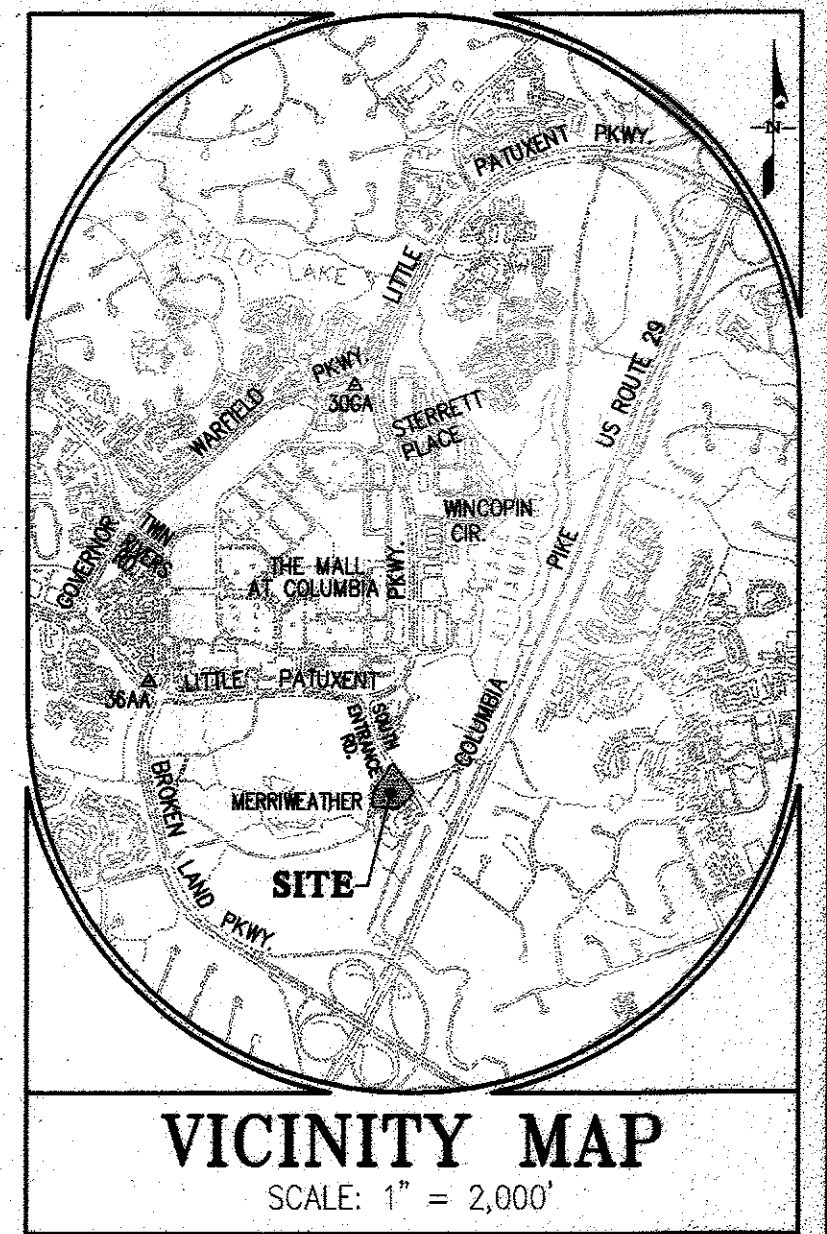 PATUXENT PKWY.
-N-
WILDE LAKE
LITTLE
US ROUTE 29
PKWY.
30GA
WARFIELD
STERRETT
PLACE
WINCOPIN
CIR.
GOVERNOR
TWIN
RIVERS
RD.
THE MALL
AT COLUMBIA
PKWY.
PIKE
36AA
LITTLE PATUXENT
SOUTH
ENTRANCE
RD.
COLUMBIA
MERRIWEATHER
BROKEN LAND PKWY.
SITE
VICINITY MAP
SCALE: 1" = 2,000'